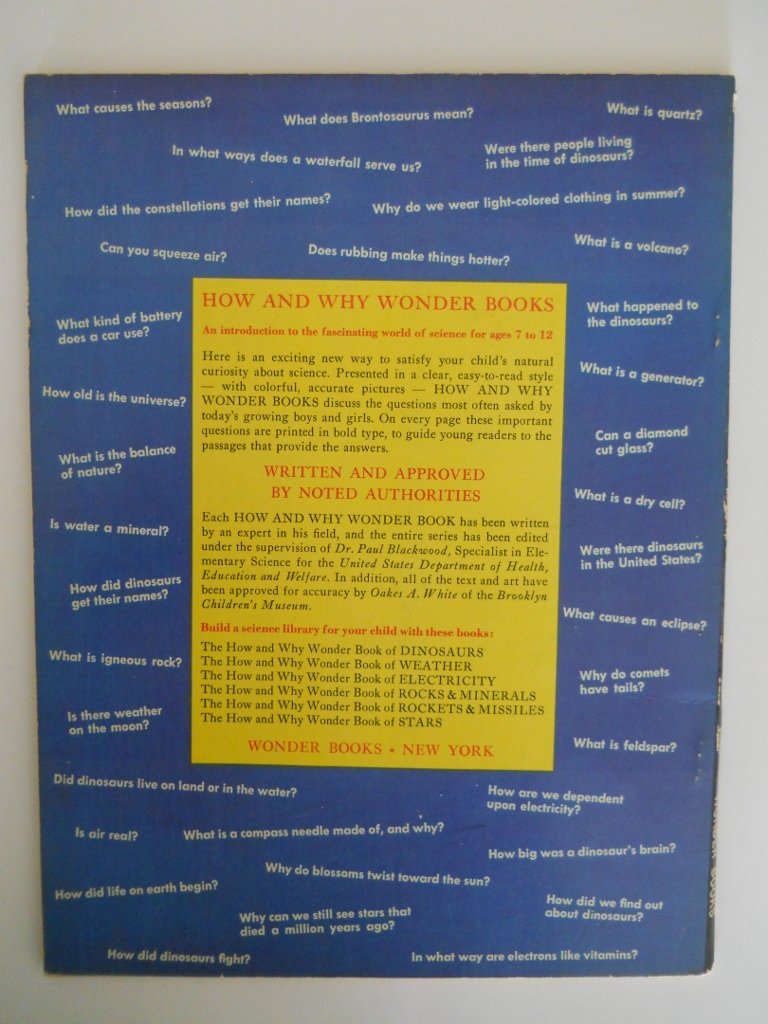 What causes the seasons?
What does Brontosaurus mean?
What is quartz?
In what ways does a waterfall serve us?
Were there people living
in the time of dinosaurs?
How did the constellations get their names?
Why do we wear light-colored clothing in summer?
Can you squeeze air?
Does rubbing make things hotter?
What is a volcano?
What kind of battery
does a car use?
How old is the universe?
What is the balance
of nature?
Is water a mineral?
How did dinosaurs
get their names?
What is igneous rock?
Is there weather
on the moon?
HOW AND WHY WONDER BOOKS
An introduction to the fascinating world of science for ages 7 to 12
Here is an exciting new way to satisfy your child's natural
curiosity about science. Presented in a clear, easy-to-read style
— with colorful, accurate pictures — HOW AND WHY
WONDER BOOKS discuss the questions most often asked by
today's growing boys and girls. On every page these important
questions are printed in bold type, to guide young readers to the
passages that provide the answers.
WRITTEN AND APPROVED
BY NOTED AUTHORITIES
Each HOW AND WHY WONDER BOOK has been written
by an expert in his field, and the entire series has been edited
under the supervision of Dr. Paul Blackwood, Specialist in Ele-
mentary Science for the United States Department of Health,
Education and Welfare. In addition, all of the text and art have
been approved for accuracy by Oakes A. White of the Brooklyn
Children's Museum.
Build a science library for your child with these books:
The How and Why Wonder Book of DINOSAURS
The How and Why Wonder Book of WEATHER
The How and Why Wonder Book of ELECTRICITY
The How and Why Wonder Book of ROCKS & MINERALS
The How and Why Wonder Book of ROCKETS & MISSILES
The How and Why Wonder Book of STARS
WONDER BOOKS • NEW YORK
What happened to
the dinosaurs?
What is a generator?
Can a diamond
cut glass?
What is a dry cell?
Were there dinosaurs
in the United States?
What causes an eclipse?
Why do comets
have tails?
What is feldspar?
Did dinosaurs live on land or in the water?
How are we dependent
upon electricity?
Is air real?
What is a compass needle made of, and why?
How big was a dinosaur's brain?
Why do blossoms twist toward the sun?
How did life on earth begin?
How did we find out
about dinosaurs?
Why can we still see stars that
died a million years ago?
How did dinosaurs fight?
In what way are electrons like vitamins?
WONDER BOOKS